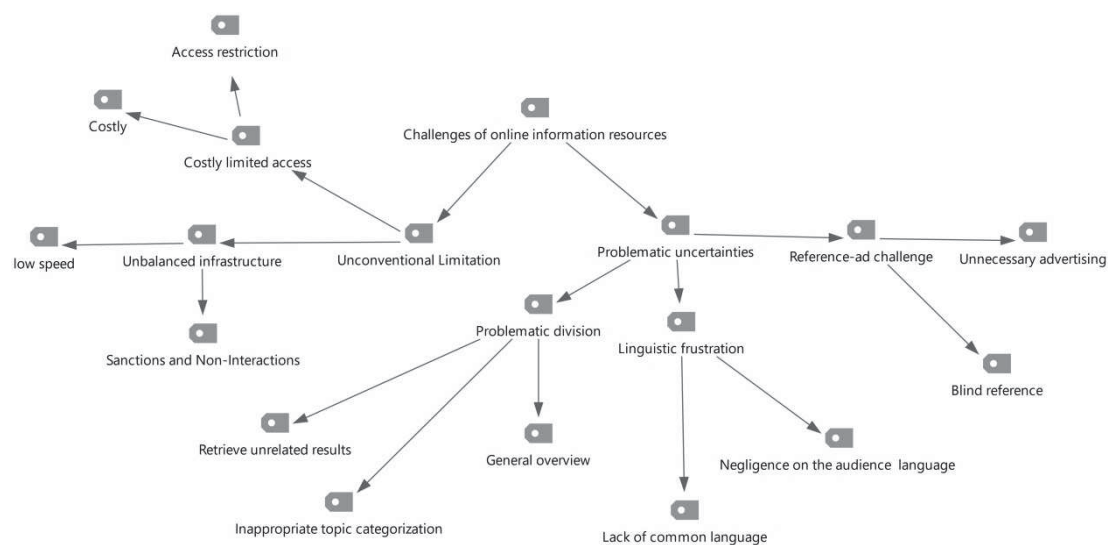 Access restriction
Costly
Challenges of online information resources
Costly limited access
low speed
Unbalanced infrastructure
Unconventional Limitation
Problematic uncertainties
Reference-ad challenge
Unnecessary advertising
Sanctions and Non-Interactions
Problematic division
Linguistic frustration
Blind reference
Retrieve unrelated results
General overview
Negligence on the audience language
Inappropriate topic categorization
Lack of common language